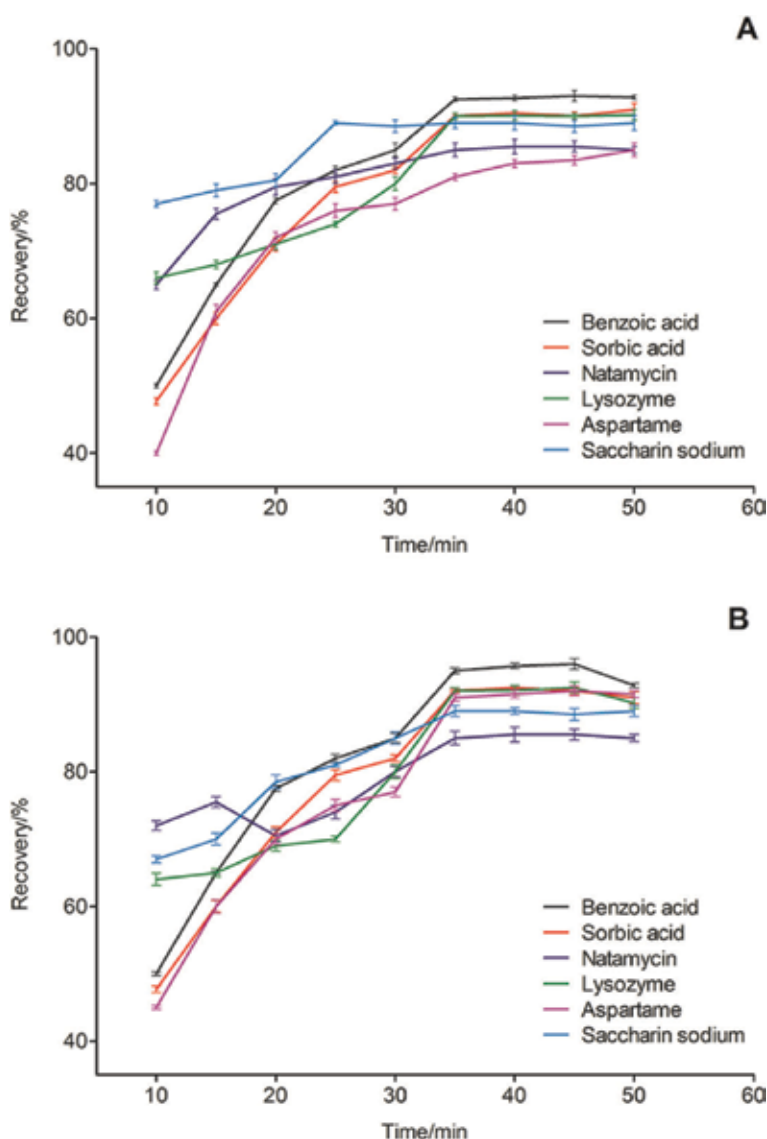 A
100
80
60
40
Recovery/%
Benzoic acid
Sorbic acid
Natamycin
Lysozyme
Aspartame
Saccharin sodium
10 20 30 40 50 60
Time/min
B
100
80
60
40
Recovery/%
Benzoic acid
Sorbic acid
Natamycin
Lysozyme
Aspartame
Saccharin sodium
10 20 30 40 50 60
Time/min